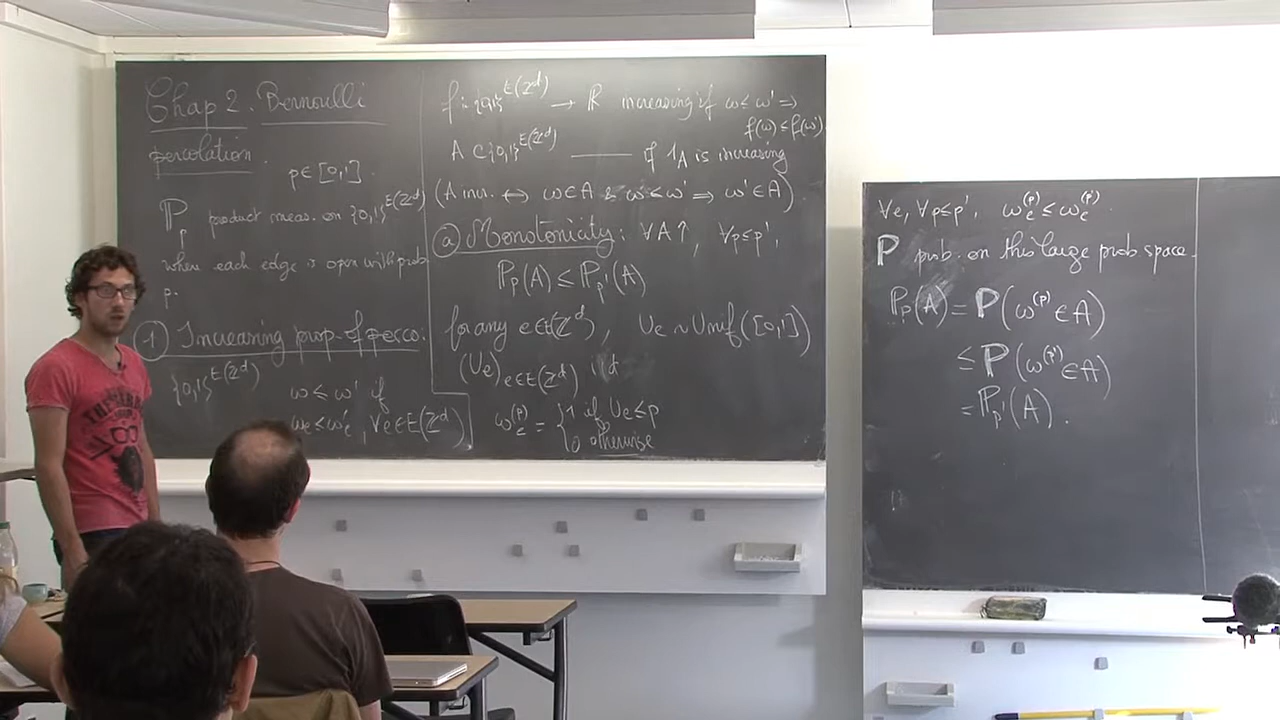 Chap 2. Bernoulli
percolation.
p∈[0,1].
ℙ_p product meas. on {0,1}^{E(ℤ^d)}
where each edge is open with prob
p.
① Increasing prop. of perco:
{0,1}^{E(ℤ^d)} ω≤ω' if
ω_e≤ω'_e, ∀e∈E(ℤ^d)
f: {0,1}^{E(ℤ^d)} → ℝ increasing if ω≤ω' ⇒
f(ω)≤f(ω')
A⊂{0,1}^{E(ℤ^d)} —— if 1_A is increasing
(A incr. ↔ ω∈A & ω≤ω' ⇒ ω'∈A)
ⓐ Monotonicity: ∀A↑, ∀p≤p',
ℙ_p(A) ≤ ℙ_p'(A)
for any e∈E(ℤ^d), U_e ~ Unif([0,1])
(U_e)_{e∈E(ℤ^d)} iid
ω_e^{(p)} = {1 if U_e≤p
0 otherwise
∀e, ∀p≤p', ω_e^{(p)} ≤ ω_e^{(p')}.
P prob. on this large prob space.
ℙ_p(A) = P(ω^{(p)}∈A)
≤ P(ω^{(p')}∈A)
= ℙ_p'(A).